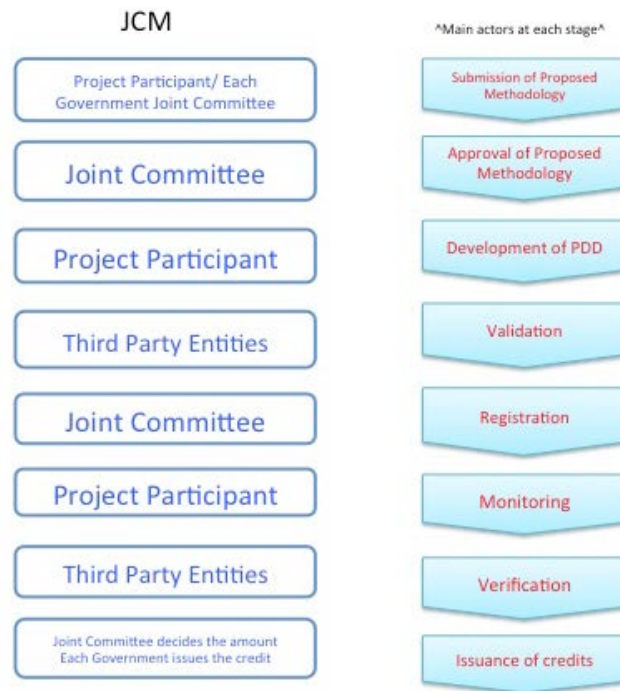 JCM
^Main actors at each stage^
Project Participant/ Each
Government Joint Committee
Submission of Proposed
Methodology
Joint Committee
Approval of Proposed
Methodology
Project Participant
Development of PDD
Third Party Entities
Validation
Joint Committee
Registration
Project Participant
Monitoring
Third Party Entities
Verification
Joint Committee decides the amount
Each Government issues the credit
Issuance of credits